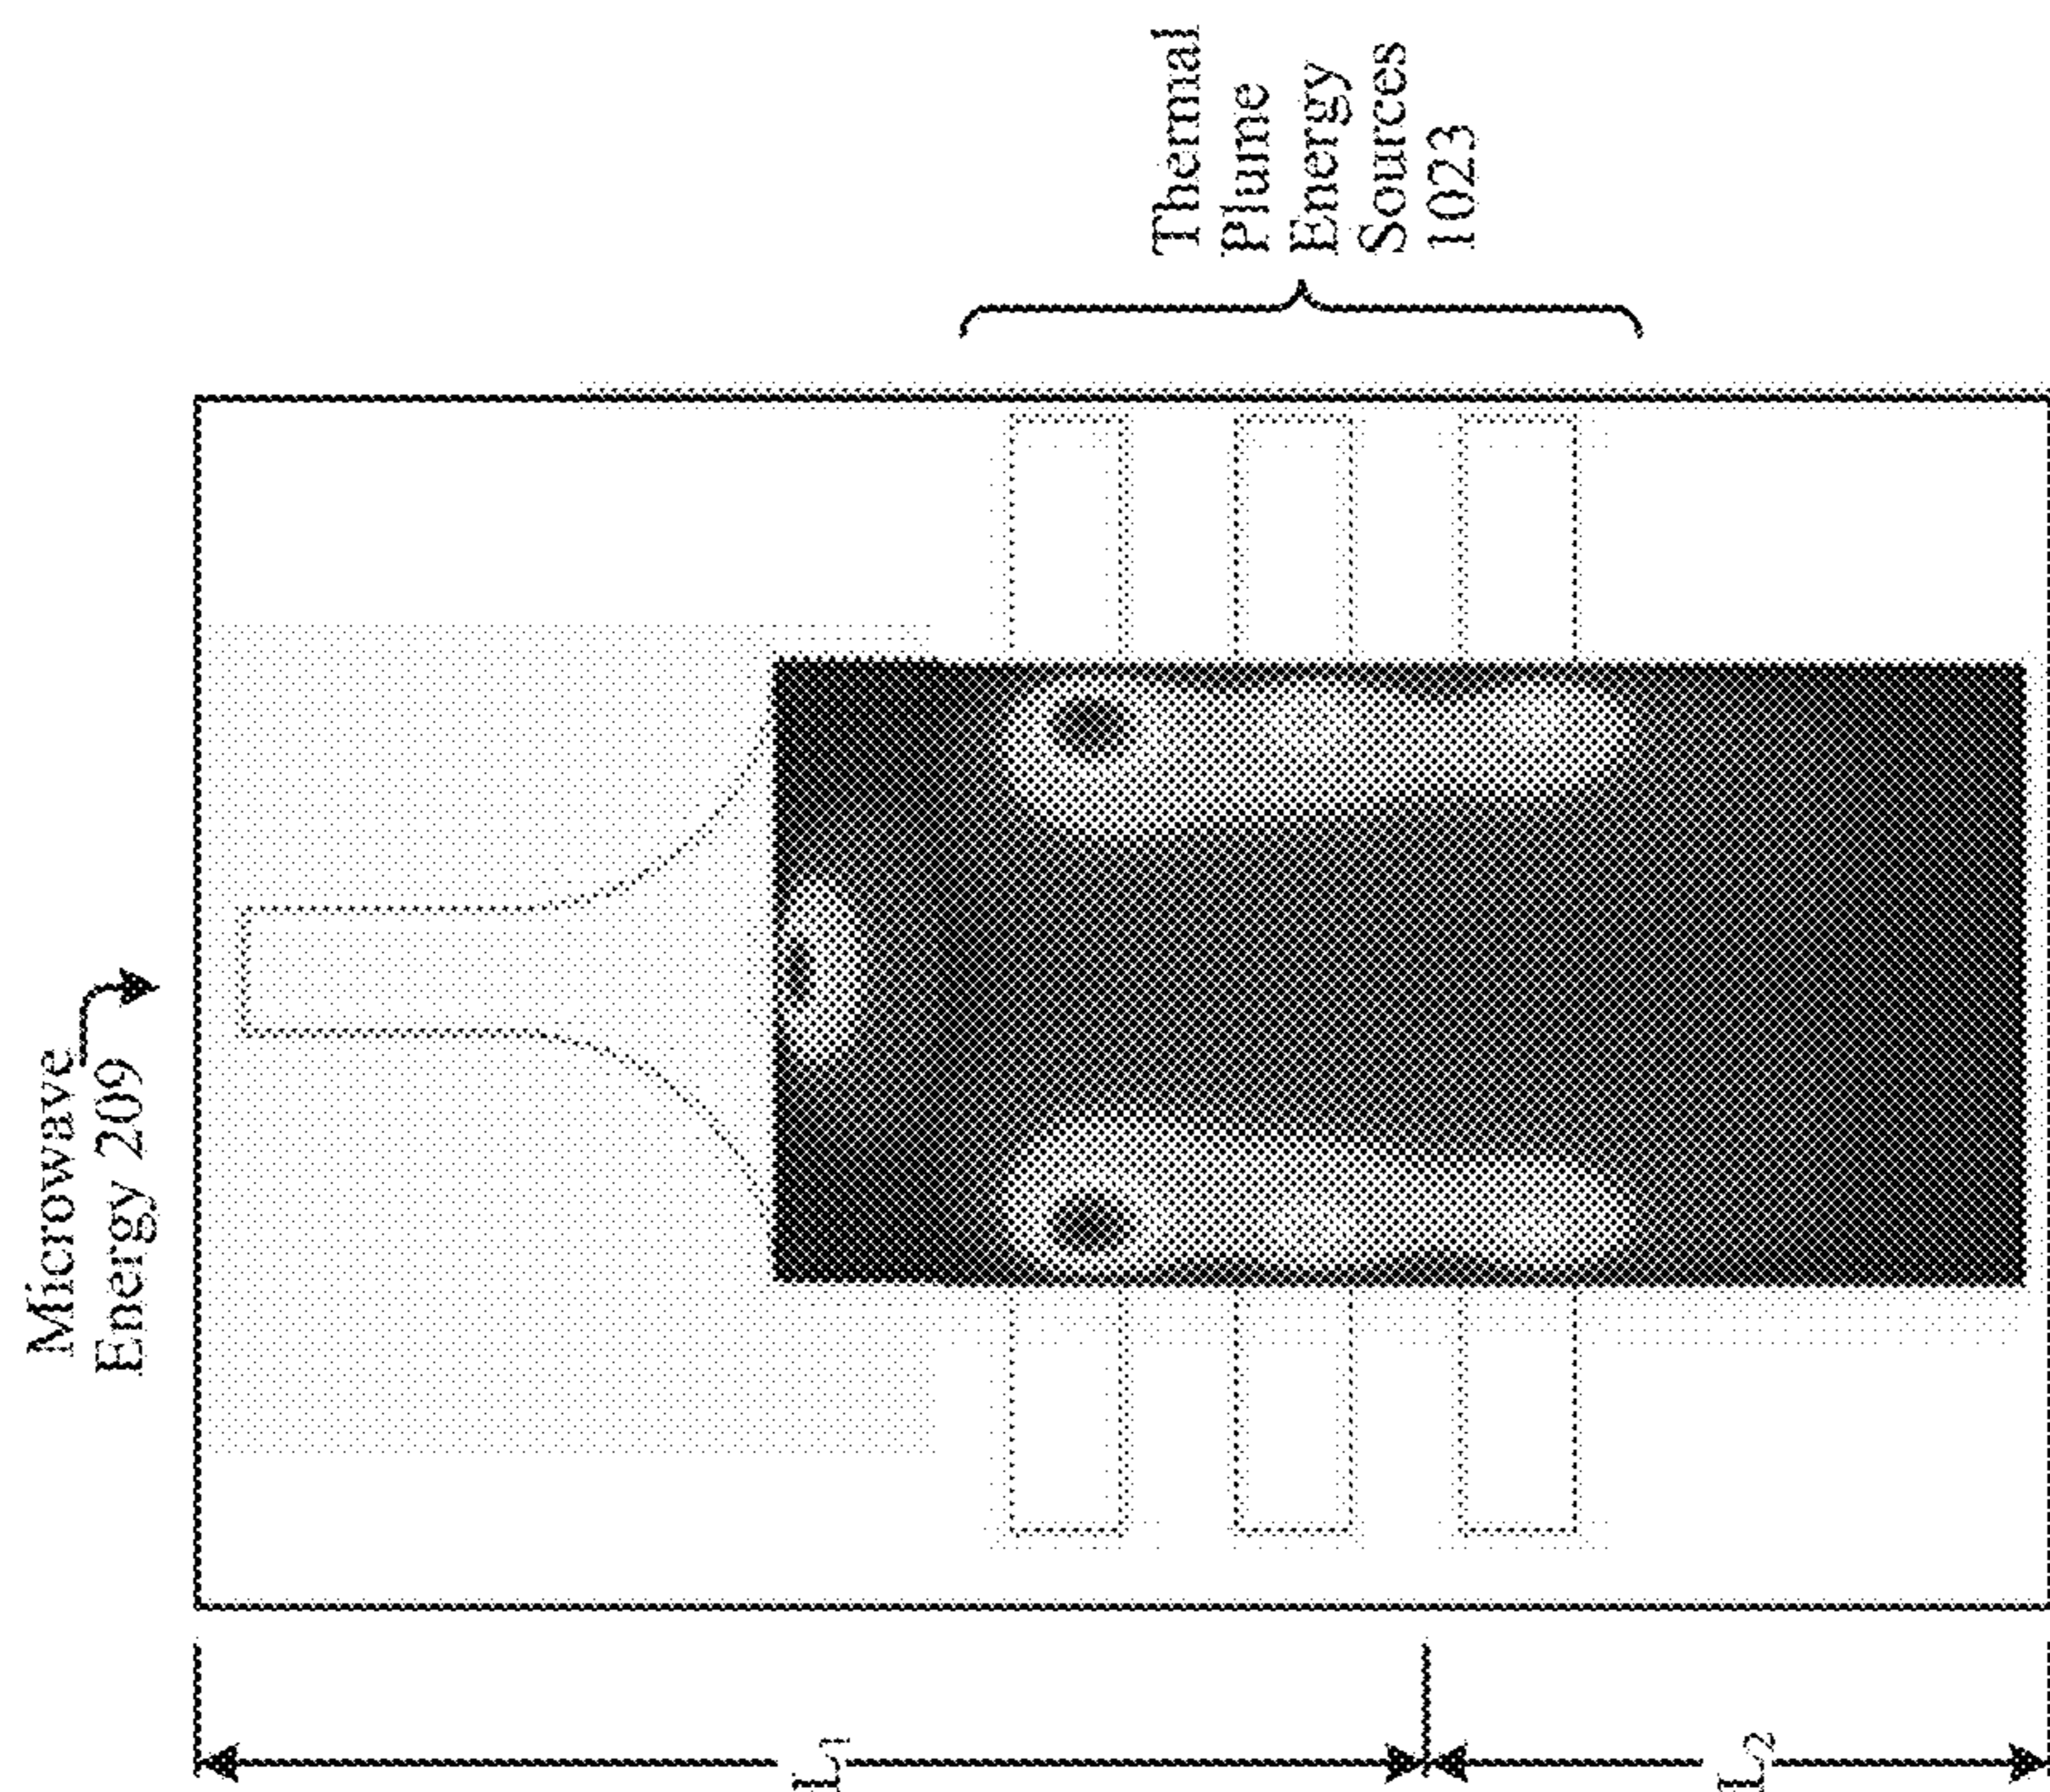 Microwave
Energy 209
Thermal
Plume
Energy
Sources
1023
L1
L2